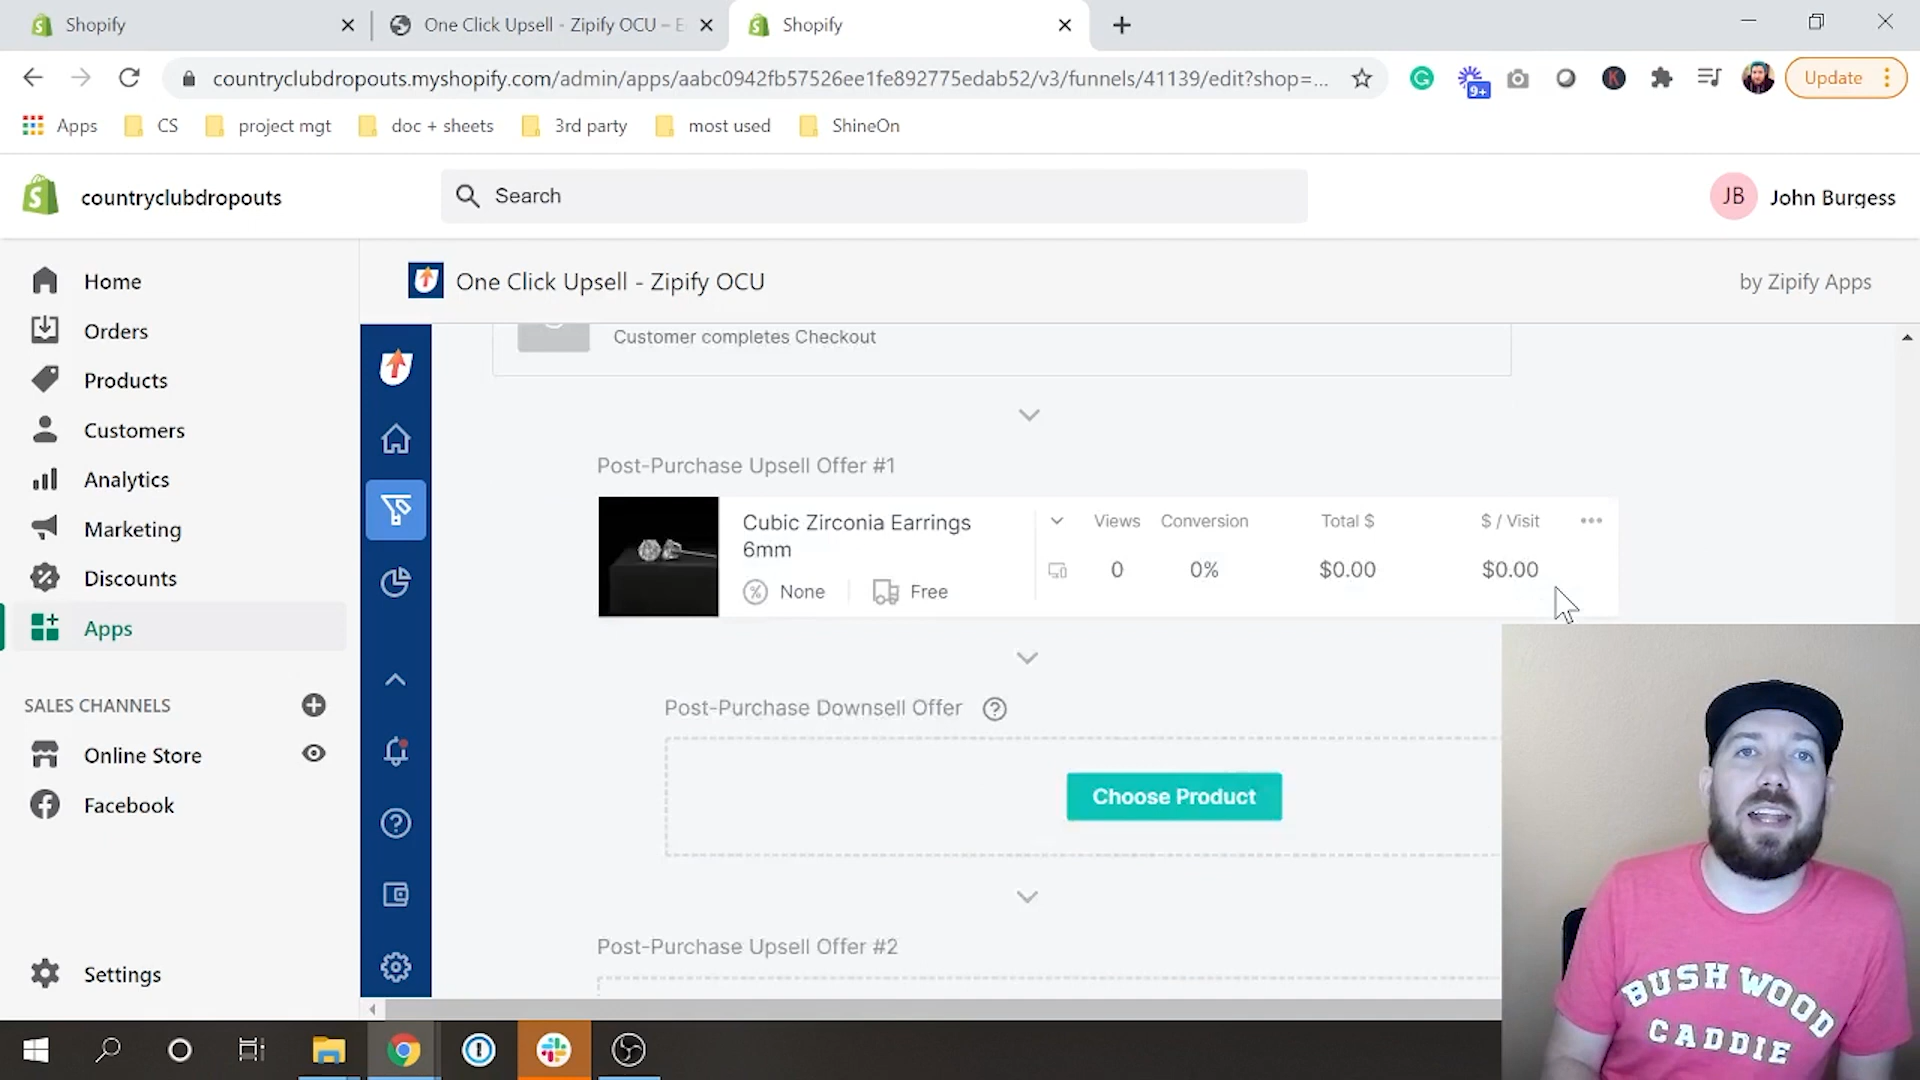 Shopify
One Click Upsell - Zipify OCU – E
Shopify
countryclubdropouts.myshopify.com/admin/apps/aabc0942fb57526ee1fe892775edab52/v3/funnels/41139/edit?shop=...
9+
K
Update
Apps
CS
project mgt
doc + sheets
3rd party
most used
ShineOn
countryclubdropouts
Search
JB
John Burgess
One Click Upsell - Zipify OCU
by Zipify Apps
Home
Orders
Products
Customers
Analytics
Marketing
Discounts
Apps
SALES CHANNELS
Online Store
Facebook
Settings
Customer completes Checkout
Post-Purchase Upsell Offer #1
Cubic Zirconia Earrings
6mm
None
Free
Views
Conversion
Total $
$ / Visit
0
0%
$0.00
$0.00
Post-Purchase Downsell Offer
Choose Product
Post-Purchase Upsell Offer #2
BUSH WOOD
CADDIE